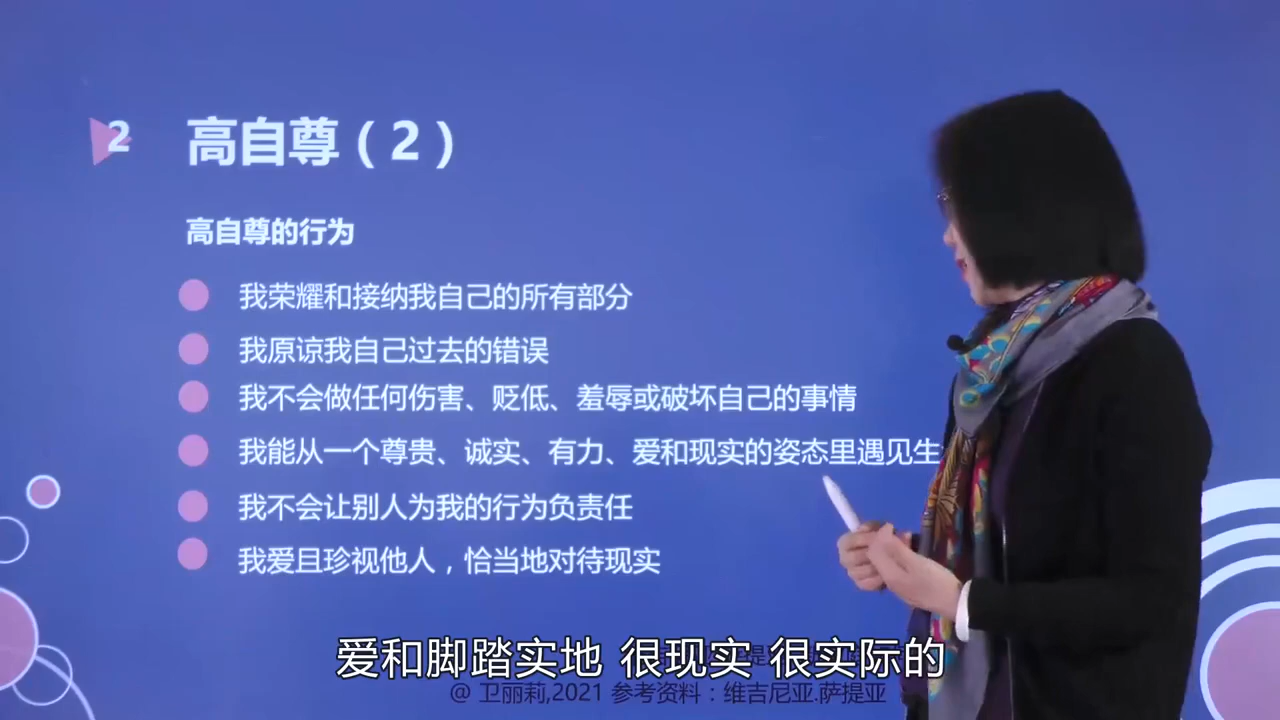 2
高自尊（2）
高自尊的行为
我荣耀和接纳我自己的所有部分
我原谅我自己过去的错误
我不会做任何伤害、贬低、羞辱或破坏自己的事情
我能从一个尊贵、诚实、有力、爱和现实的姿态里遇见生
我不会让别人为我的行为负责任
我爱且珍视他人，恰当地对待现实
爱和脚踏实地 很现实 很实际的
@ 卫丽莉,2021 参考资料：维吉尼亚.萨提亚